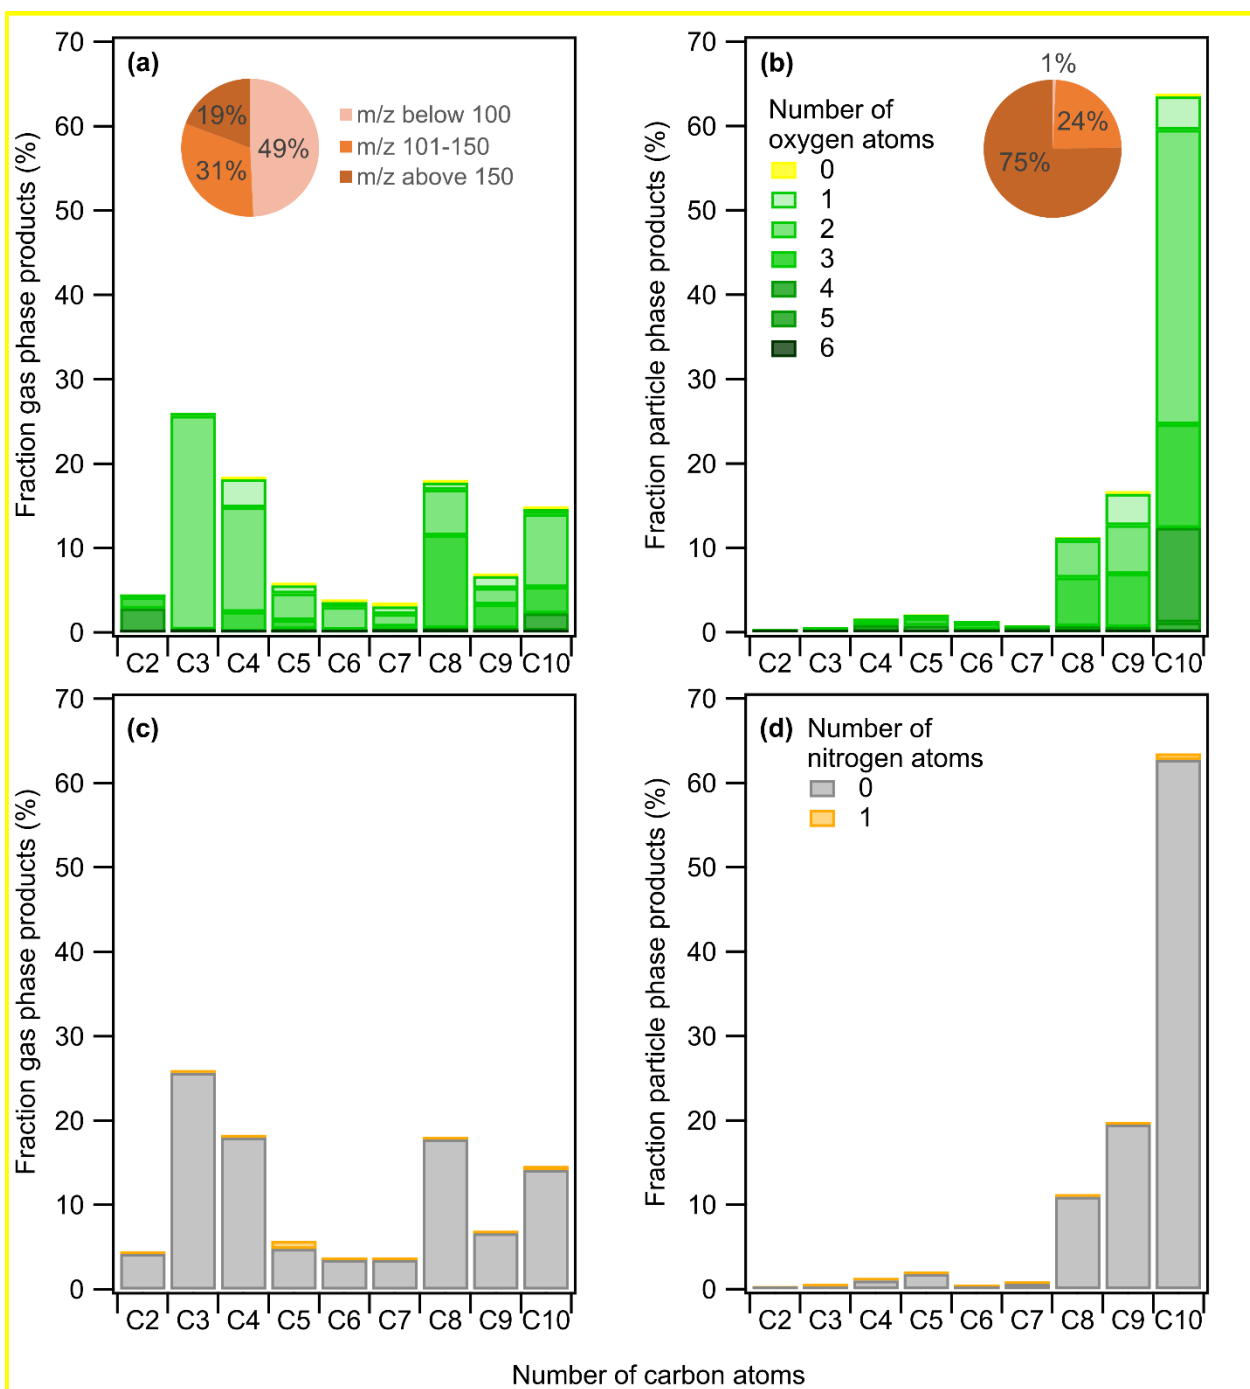 (a)
70
60
50
40
30
20
10
0
Fraction gas phase products (%)
19%
49%
31%
m/z below 100
m/z 101-150
m/z above 150
C2 C3 C4 C5 C6 C7 C8 C9 C10
(b)
70
60
50
40
30
20
10
0
Fraction particle phase products (%)
Number of
oxygen atoms
0
1
2
3
4
5
6
1%
24%
75%
C2 C3 C4 C5 C6 C7 C8 C9 C10
(c)
70
60
50
40
30
20
10
0
Fraction gas phase products (%)
C2 C3 C4 C5 C6 C7 C8 C9 C10
(d)
70
60
50
40
30
20
10
0
Fraction particle phase products (%)
Number of
nitrogen atoms
0
1
C2 C3 C4 C5 C6 C7 C8 C9 C10
Number of carbon atoms